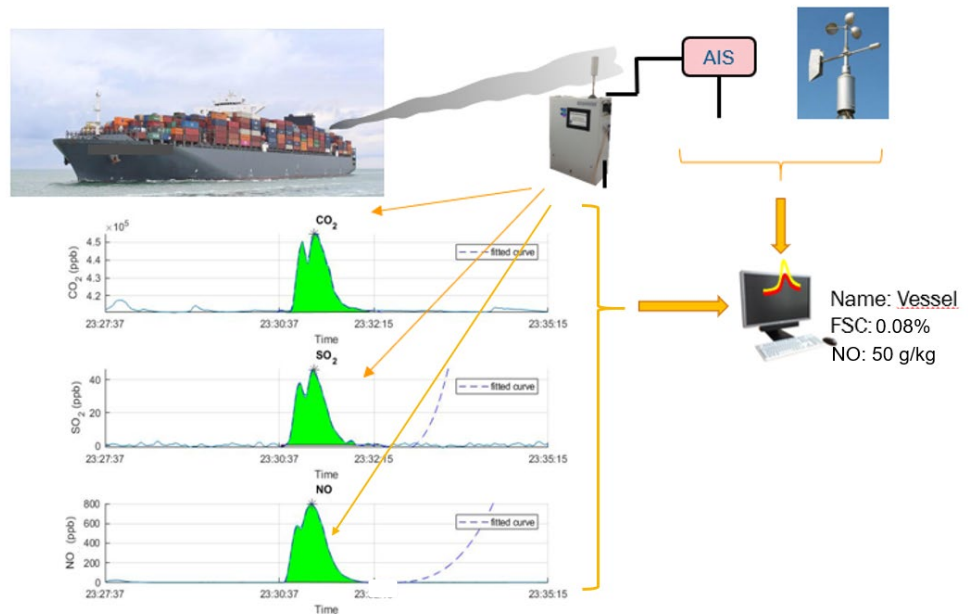 AIS
CO₂
×10⁵
4.5
4.4
4.3
4.2
CO₂ (ppb)
fitted curve
23:27:37 23:30:37 23:32:15 23:35:15
Time
SO₂
40
20
0
SO₂ (ppb)
fitted curve
23:27:37 23:30:37 23:32:15 23:35:15
Time
NO
800
600
400
200
0
NO (ppb)
fitted curve
23:27:37 23:30:37 23:35:15
Time
Name: Vessel
FSC: 0.08%
NO: 50 g/kg